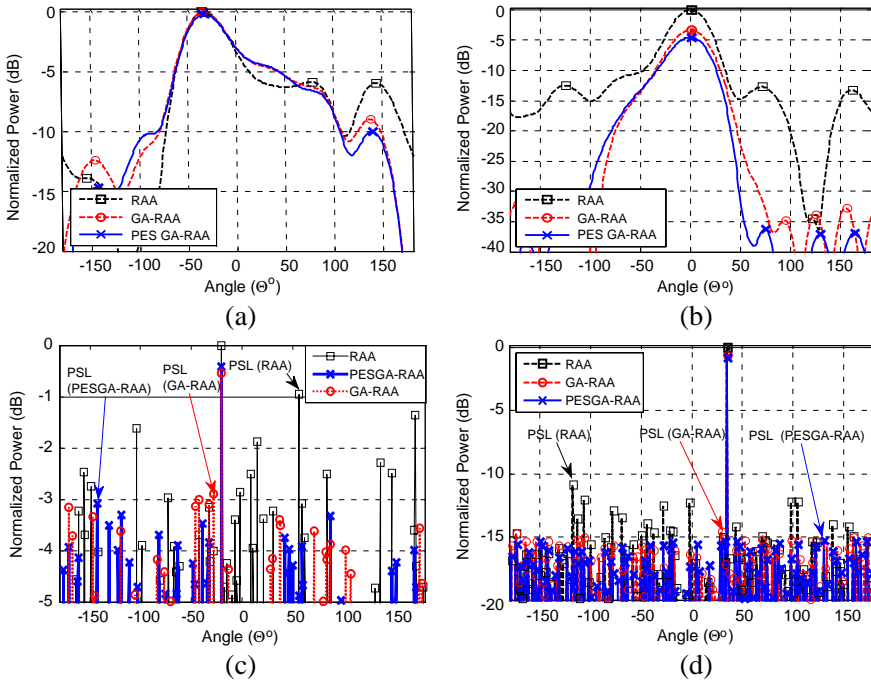 Normalized Power (dB)
0
-5
-10
-15
-20
RAA
GA-RAA
PES GA-RAA
-150 -100 -50 0 50 100 150
Angle (Θ°)
(a)
Normalized Power (dB)
0
-5
-10
-15
-20
-25
-30
-35
-40
RAA
GA-RAA
PES GA-RAA
-150 -100 -50 0 50 100 150
Angle (Θº)
(b)
Normalized Power (dB)
0
-1
-2
-3
-4
-5
PSL
(PESGA-RAA)
PSL
(GA-RAA)
PSL (RAA)
RAA
PESGA-RAA
GA-RAA
-150 -100 -50 0 50 100 150
Angle (Θº)
(c)
Normalized Power (dB)
0
-5
-10
-15
-20
RAA
GA-RAA
PESGA-RAA
PSL (RAA)
PSL (GA-RAA)
PSL (PESGA-RAA)
-150 -100 -50 0 50 100 150
Angle (Θº)
(d)